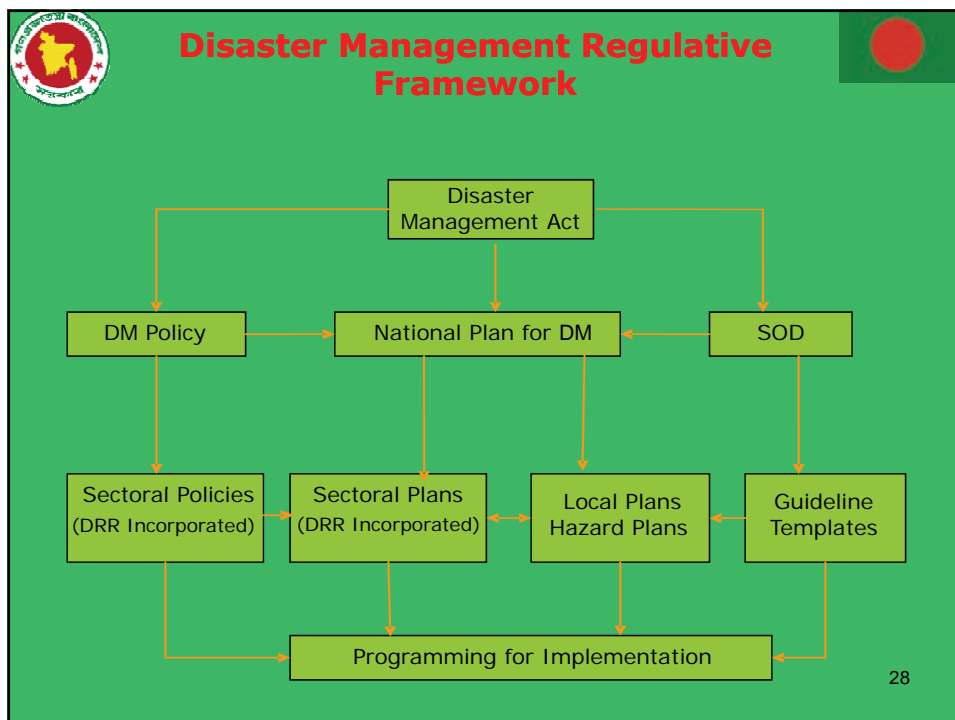 Disaster Management Regulative
Framework
Disaster
Management Act
DM Policy
National Plan for DM
SOD
Sectoral Policies
(DRR Incorporated)
Sectoral Plans
(DRR Incorporated)
Local Plans
Hazard Plans
Guideline
Templates
Programming for Implementation
28